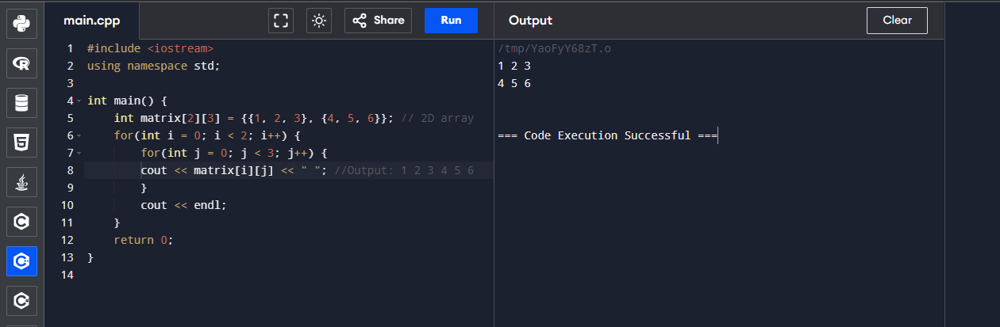 main.cpp Share Run Output Clear
1 #include <iostream>
2 using namespace std;
3
4 int main() {
5     int matrix[2][3] = {{1, 2, 3}, {4, 5, 6}}; // 2D array
6     for(int i = 0; i < 2; i++) {
7         for(int j = 0; j < 3; j++) {
8         cout << matrix[i][j] << " "; //Output: 1 2 3 4 5 6
9         }
10         cout << endl;
11     }
12     return 0;
13 }
14
/tmp/YaoFyY68zT.o
1 2 3
4 5 6
=== Code Execution Successful ===